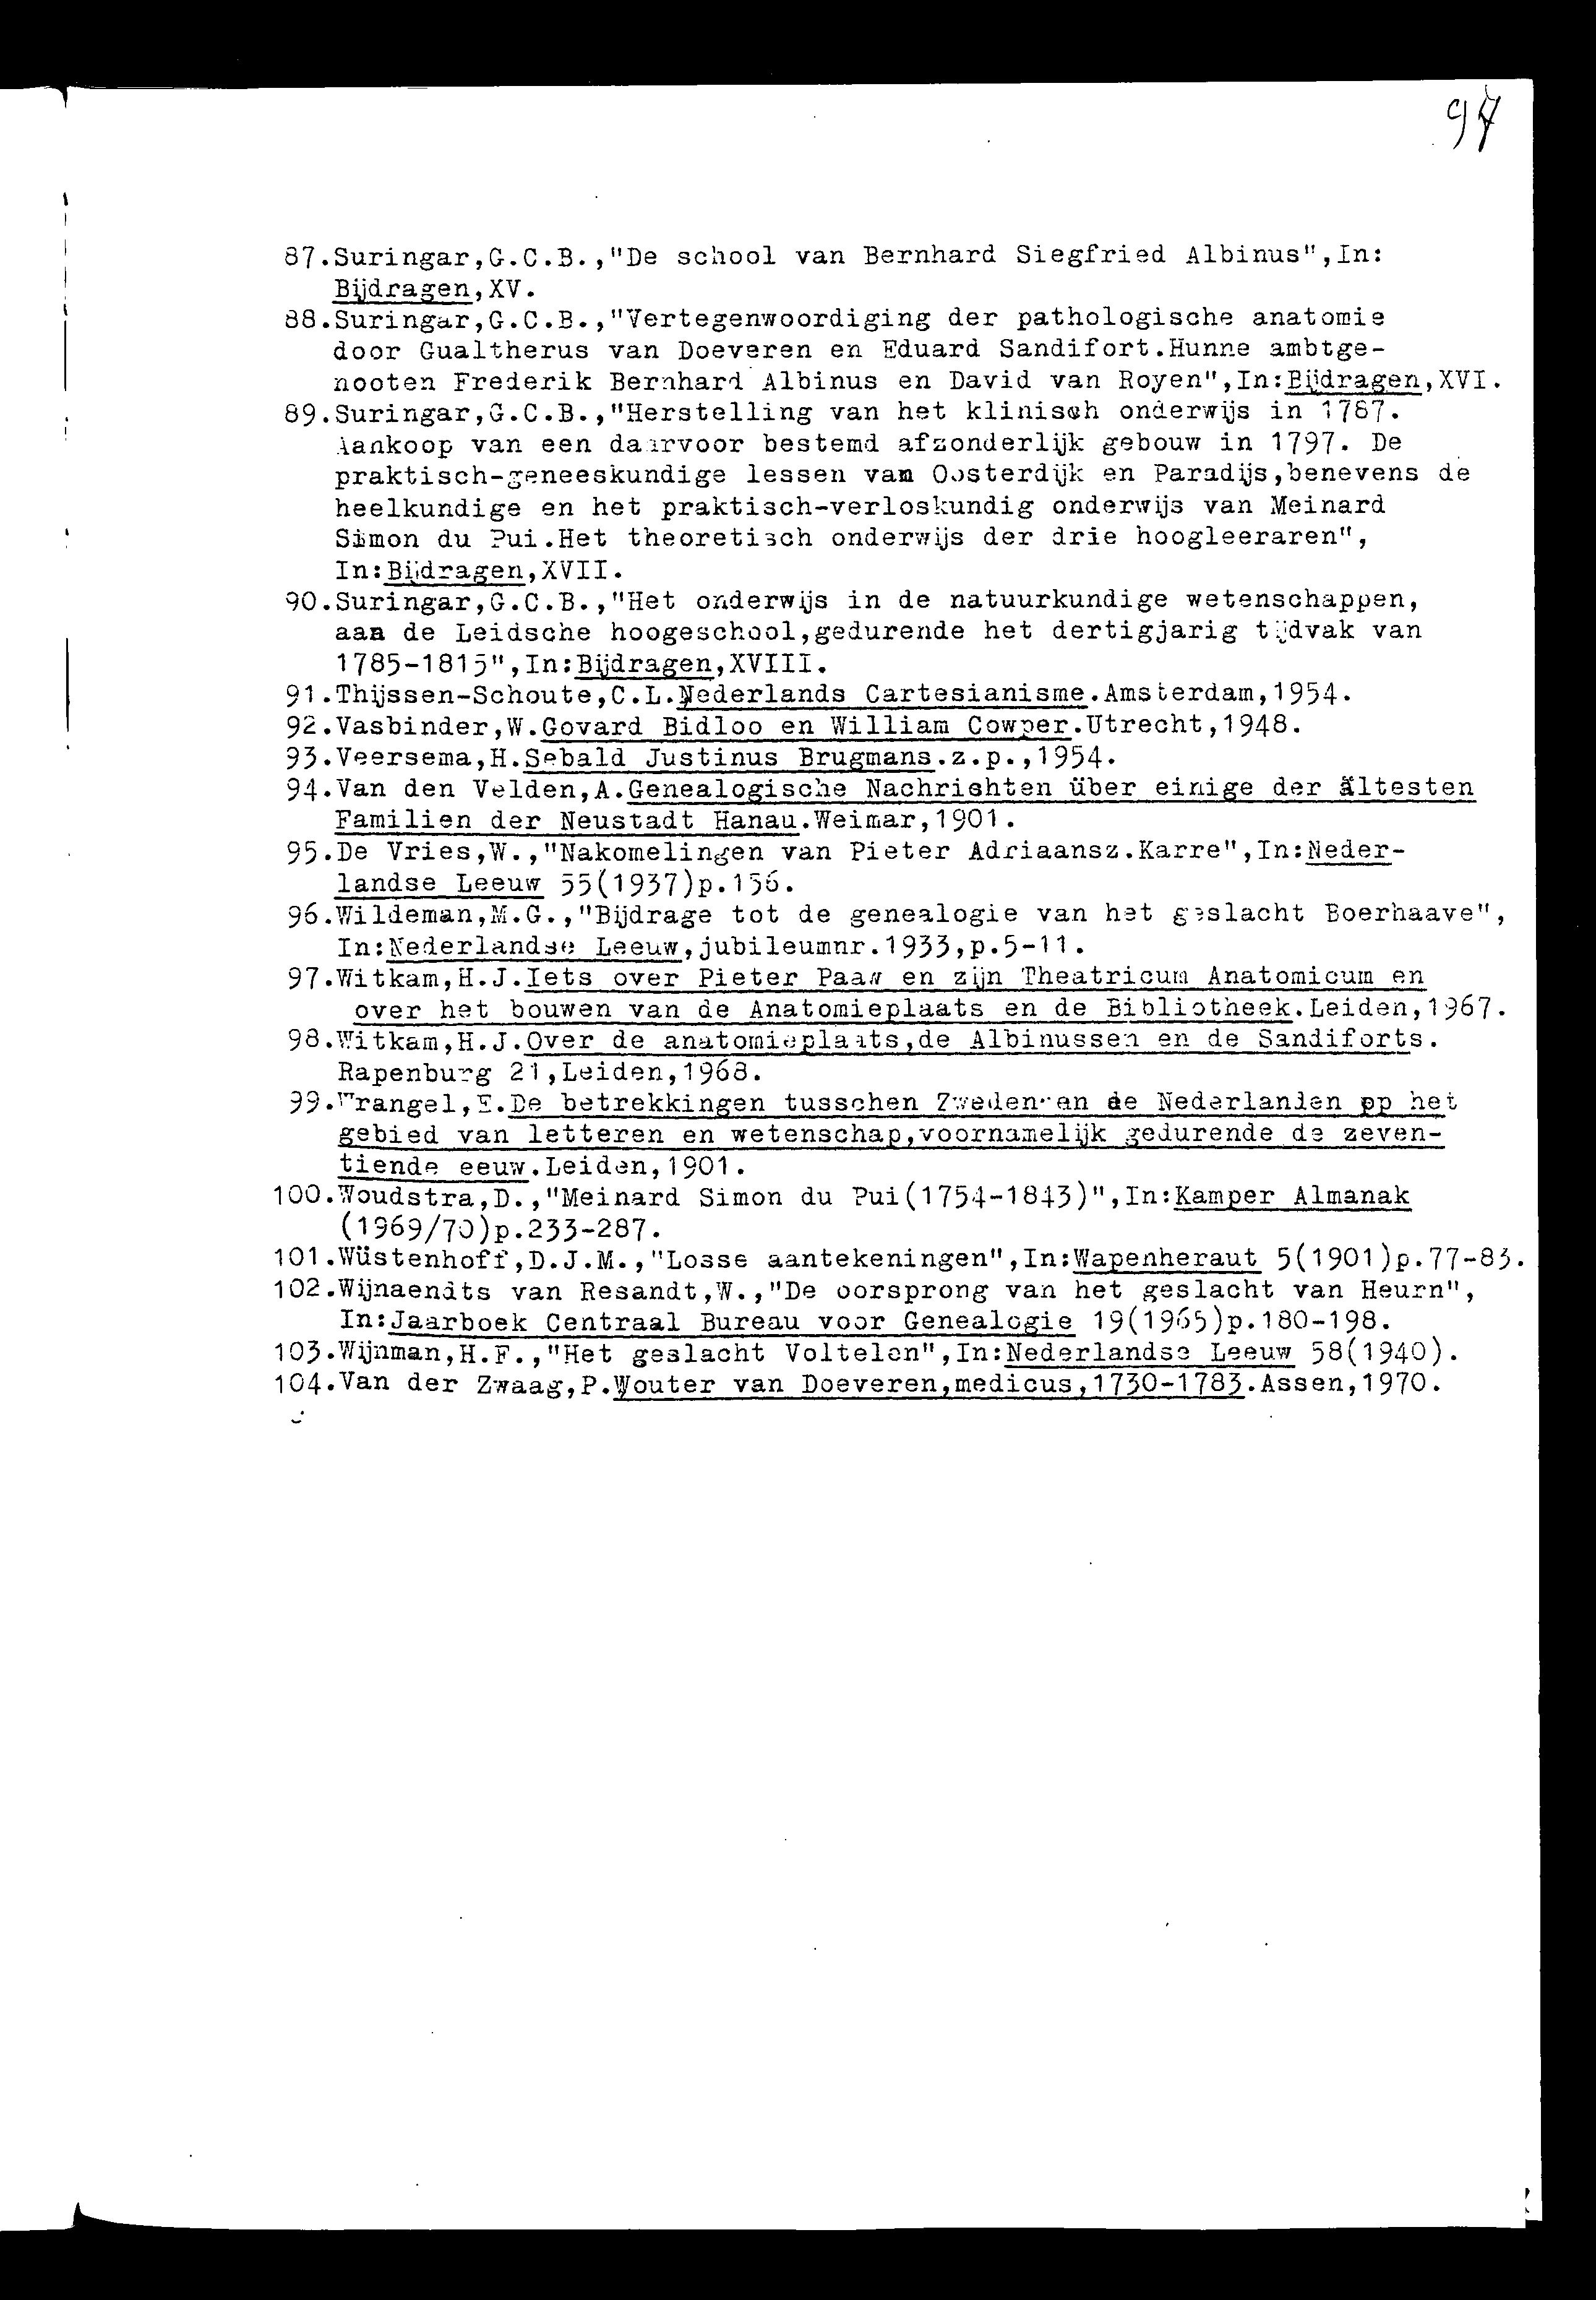 97
87.Suringar,G.C.B.,"De school van Bernhard Siegfried Albinus",In:
Bijdragen,XV.
88.Suringar,G.C.B.,"Vertegenwoordiging der pathologische anatomie
door Gualtherus van Doeveren en Eduard Sandifort.Hunne ambtge-
nooten Frederik Bernhard Albinus en David van Royen",In:Bijdragen,XVI.
89.Suringar,G.C.B.,"Herstelling van het klinisch onderwijs in 1787.
Aankoop van een daarvoor bestemd afzonderlijk gebouw in 1797. De
praktisch-geneeskundige lessen van Oosterdijk en Paradijs,benevens de
heelkundige en het praktisch-verloskundig onderwijs van Meinard
Simon du Pui.Het theoretisch onderwijs der drie hoogleeraren",
In:Bijdragen,XVII.
90.Suringar,G.C.B.,"Het onderwijs in de natuurkundige wetenschappen,
aan de Leidsche hoogeschool,gedurende het dertigjarig tijdvak van
1785-1815",In:Bijdragen,XVIII.
91.Thijssen-Schoute,C.L.Nederlands Cartesianisme.Amsterdam,1954.
92.Vasbinder,W.Govard Bidloo en William Cowper.Utrecht,1948.
93.Veersema,H.Sebald Justinus Brugmans.z.p.,1954.
94.Van den Velden,A.Genealogische Nachrichten über einige der ältesten
Familien der Neustadt Hanau.Weimar,1901.
95.De Vries,W.,"Nakomelingen van Pieter Adriaansz.Karre",In:Neder-
landse Leeuw 55(1937)p.156.
96.Wildeman,M.G.,"Bijdrage tot de genealogie van het geslacht Boerhaave",
In:Nederlandse Leeuw,jubileumnr.1933,p.5-11.
97.Witkam,H.J.Iets over Pieter Paaw en zijn Theatricum Anatomicum en
over het bouwen van de Anatomieplaats en de Bibliotheek.Leiden,1967.
98.Witkam,H.J.Over de anatomieplaats,de Albinussen en de Sandiforts.
Rapenburg 21,Leiden,1968.
99.Wrangel,E.De betrekkingen tusschen Zweden en de Nederlanden op het
gebied van letteren en wetenschap,voornamelijk gedurende de zeven-
tiende eeuw.Leiden,1901.
100.Woudstra,D.,"Meinard Simon du Pui(1754-1843)",In:Kamper Almanak
(1969/70)p.233-287.
101.Wüstenhoff,D.J.M.,"Losse aantekeningen",In:Wapenheraut 5(1901)p.77-83.
102.Wijnaendts van Resandt,W.,"De oorsprong van het geslacht van Heurn",
In:Jaarboek Centraal Bureau voor Genealogie 19(1965)p.180-198.
103.Wijnman,H.F.,"Het geslacht Voltelen",In:Nederlandse Leeuw 58(1940).
104.Van der Zwaag,P.Wouter van Doeveren,medicus,1730-1783.Assen,1970.